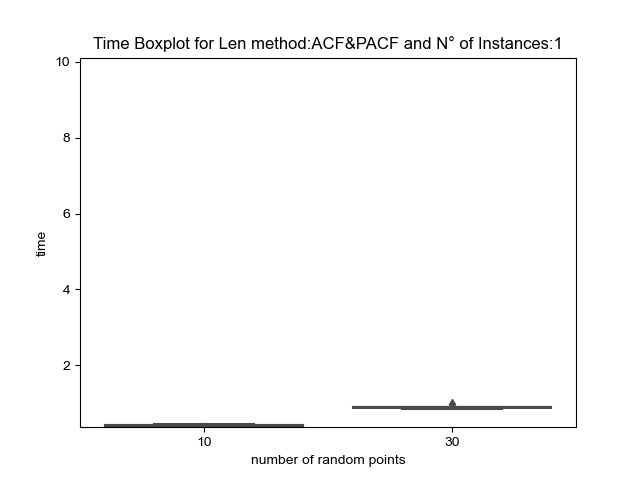 Time Boxplot for Len method:ACF&PACF and N° of Instances:1
10
8
6
4
2
time
10 30
number of random points